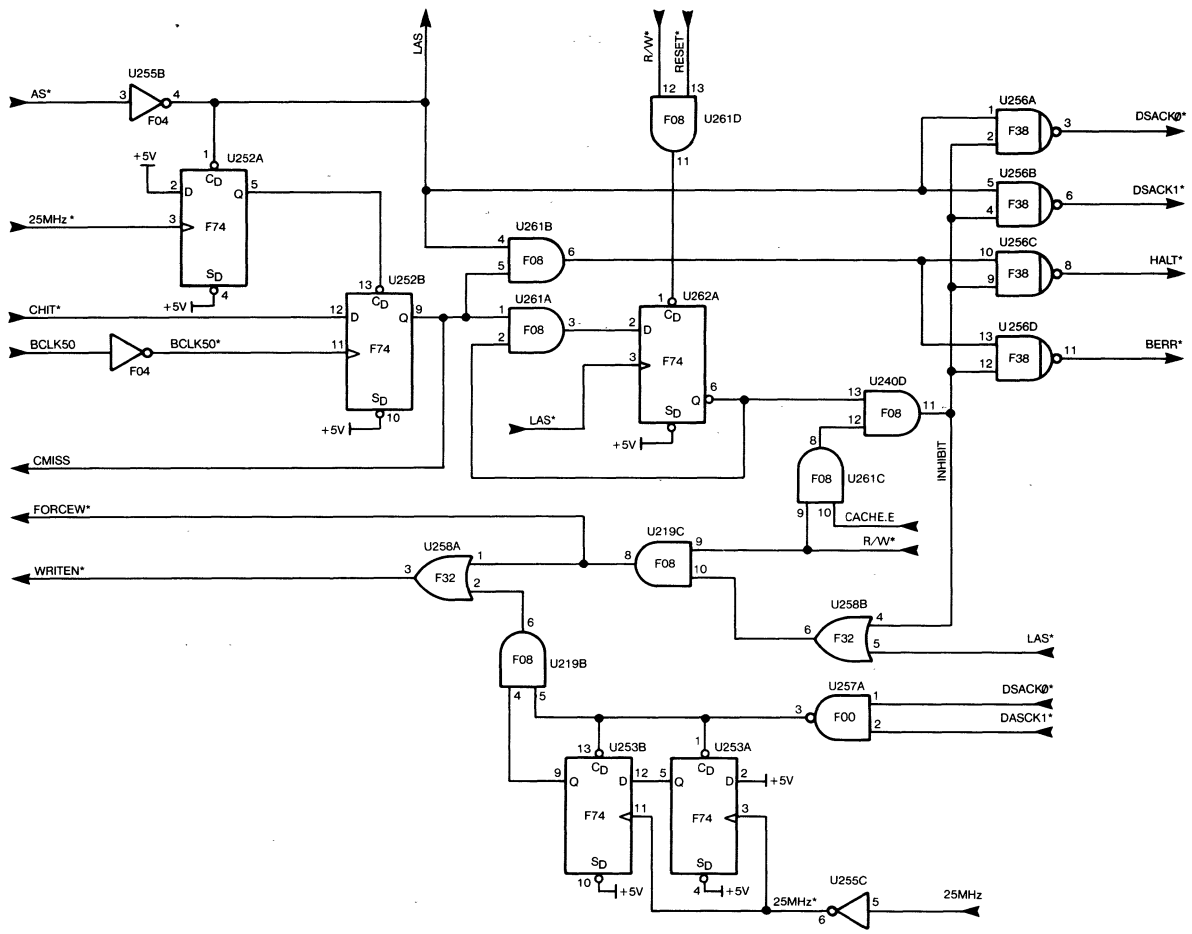 AS*
U255B
3
4
F04
LAS
R/W*
RESET*
12
13
F08
U261D
11
U256A
1
2
F38
3
DSACKØ*
+5V
1
U252A
2
D
CD
Q
5
25MHz*
3
F74
SD
4
+5V
U256B
5
4
F38
6
DSACK1*
U261B
4
5
F08
6
U256C
10
9
F38
8
HALT*
13
U252B
CD
CHIT*
12
D
Q
9
BCLK50
F04
BCLK50*
11
F74
SD
10
+5V
U261A
1
2
F08
3
1
U262A
CD
2
D
3
F74
6
Q
SD
+5V
LAS*
U256D
13
12
F38
11
BERR*
U240D
13
12
F08
11
INHIBIT
8
F08
U261C
9
10
CACHE.E
R/W*
CMISS
FORCEW*
WRITEN*
U258A
3
F32
1
2
U219C
8
F08
9
10
U258B
6
F32
4
5
LAS*
6
F08
U219B
4
5
U257A
3
F00
1
2
DSACKØ*
DASCK1*
13
U253B
CD
9
Q
D
12
F74
11
SD
10
+5V
1
U253A
CD
5
Q
D
2
+5V
F74
3
SD
4
+5V
25MHz*
U255C
6
5
25MHz